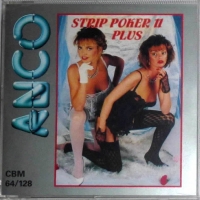 STRIP POKER II
PLUS
ANCO
CBM
64/128